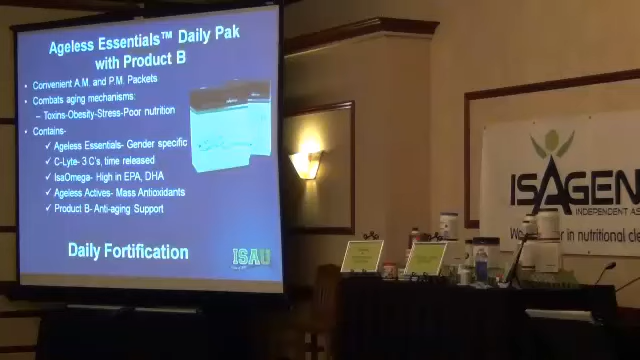 Ageless Essentials™ Daily Pak
with Product B
• Convenient A.M. and P.M. Packets
• Combats aging mechanisms:
– Toxins-Obesity-Stress-Poor nutrition
• Contains-
✓ Ageless Essentials- Gender specific
✓ C-Lyte- 3 C's, time released
✓ IsaOmega- High in EPA, DHA
✓ Ageless Actives- Mass Antioxidants
✓ Product B- Anti-aging Support
Daily Fortification
ISAU
ISAGEN
INDEPENDENT AS
in nutritional cle